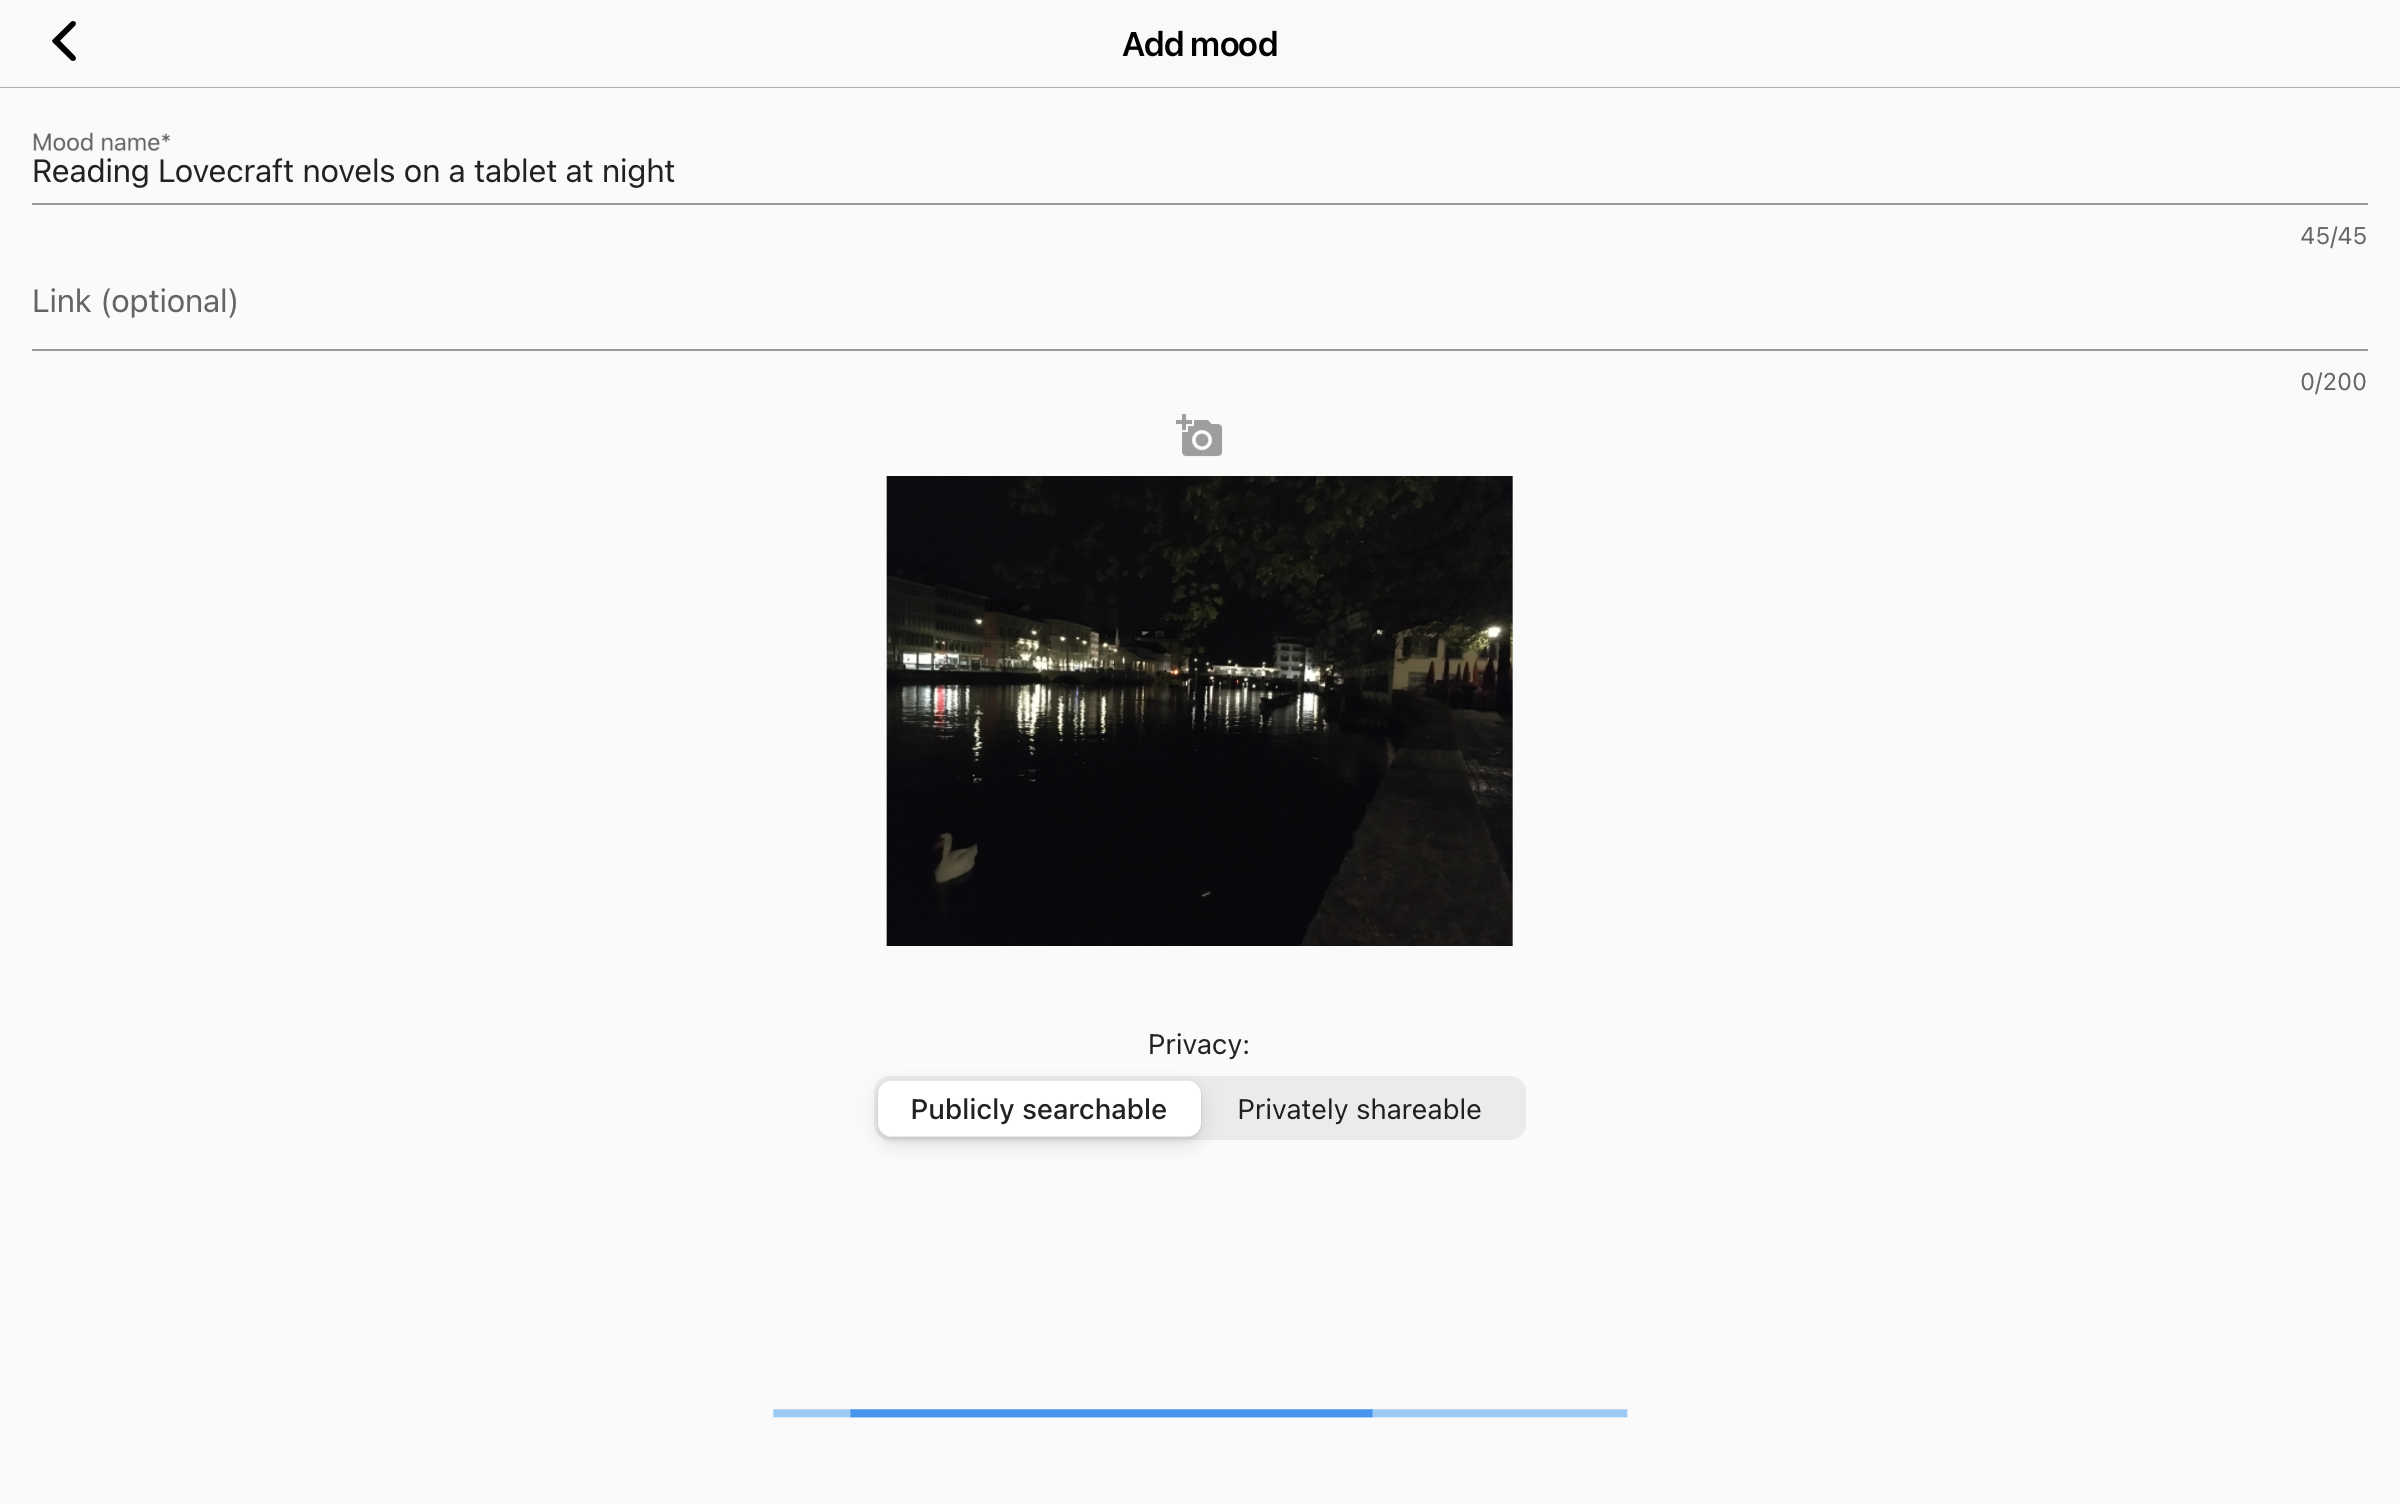 Add mood
Mood name*
Reading Lovecraft novels on a tablet at night
45/45
Link (optional)
0/200
Privacy:
Publicly searchable
Privately shareable